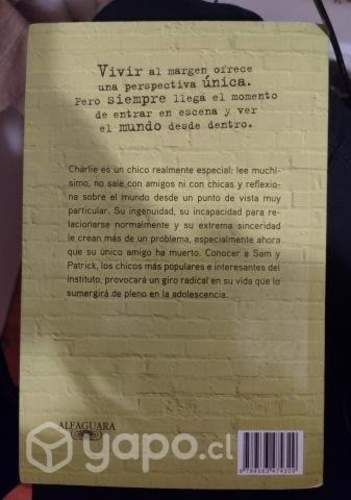 Vivir al margen ofrece
una perspectiva única.
Pero siempre llega el momento
de entrar en escena y ver
el mundo desde dentro.
Charlie es un chico realmente especial: lee muchí-
simo, no sale con amigos ni con chicas y reflexio-
na sobre el mundo desde un punto de vista muy
particular. Su ingenuidad, su incapacidad para re-
lacionarse normalmente y su extrema sinceridad
le crean más de un problema, especialmente ahora
que su único amigo ha muerto. Conocer a Sam y
Patrick, los chicos más populares e interesantes del
instituto, provocará un giro radical en su vida que lo
sumergirá de pleno en la adolescencia.
ALFAGUARA
yapo.cl